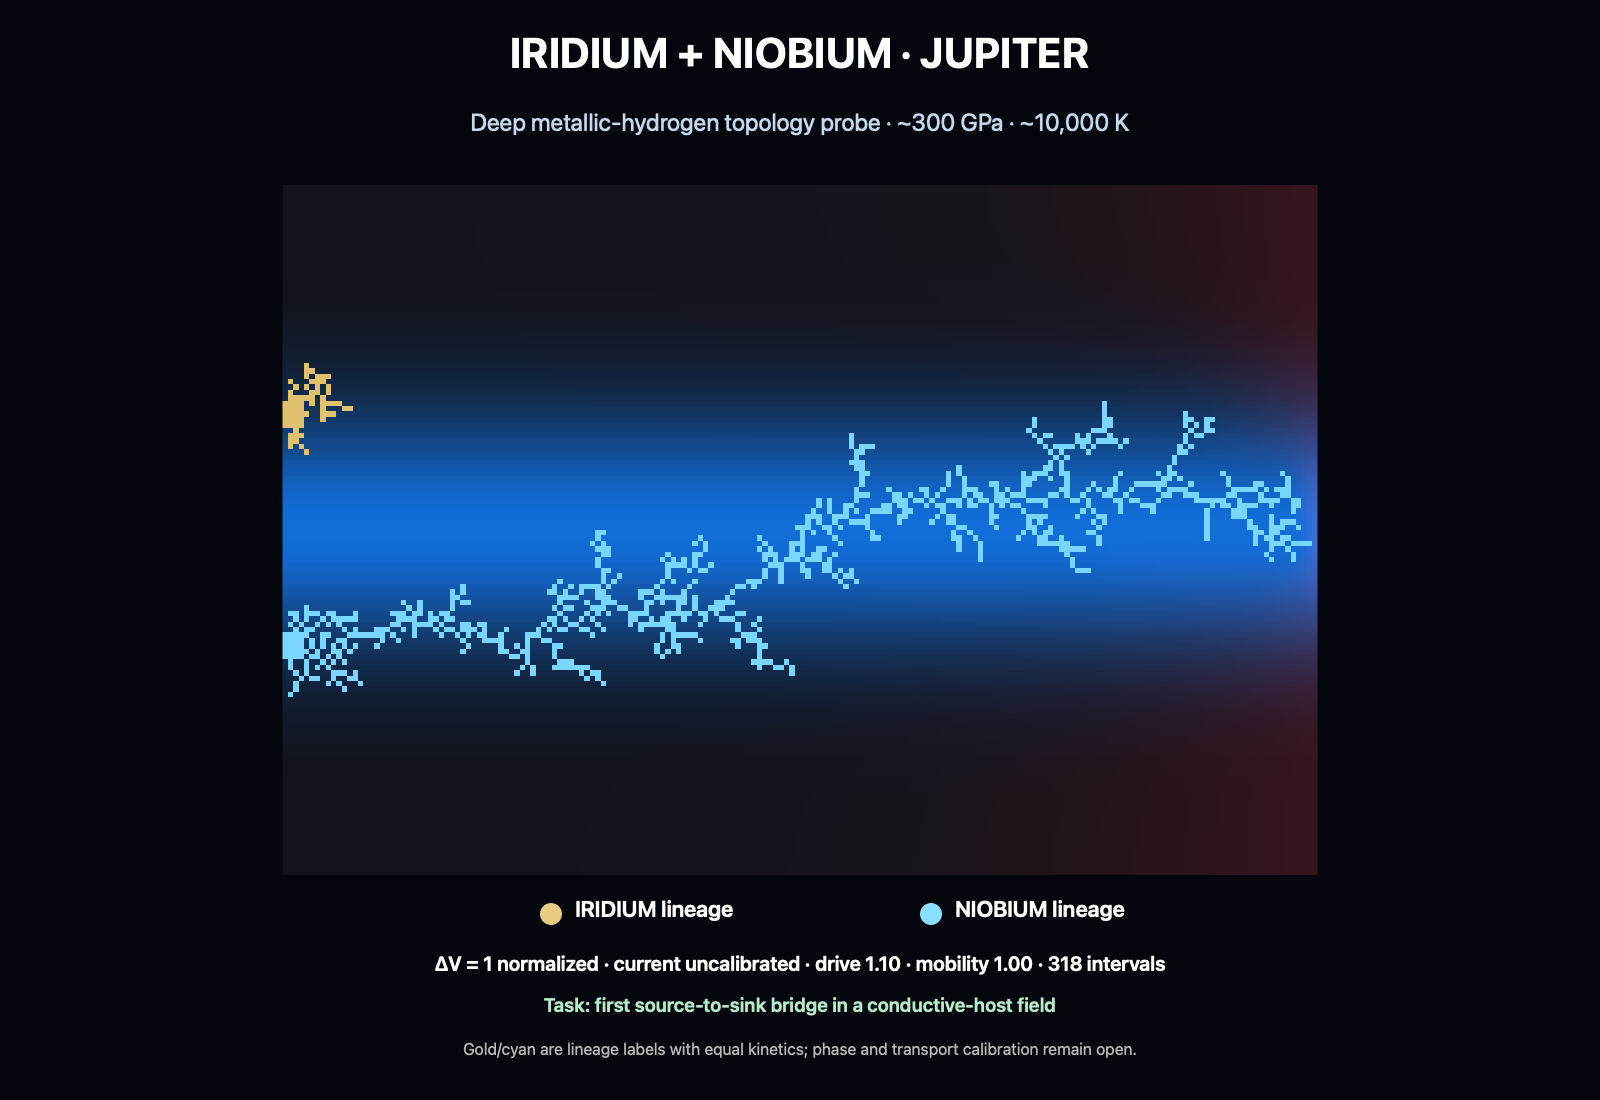 IRIDIUM + NIOBIUM · JUPITER
Deep metallic-hydrogen topology probe · ~300 GPa · ~10,000 K
IRIDIUM lineage
NIOBIUM lineage
ΔV = 1 normalized · current uncalibrated · drive 1.10 · mobility 1.00 · 318 intervals
Task: first source-to-sink bridge in a conductive-host field
Gold/cyan are lineage labels with equal kinetics; phase and transport calibration remain open.